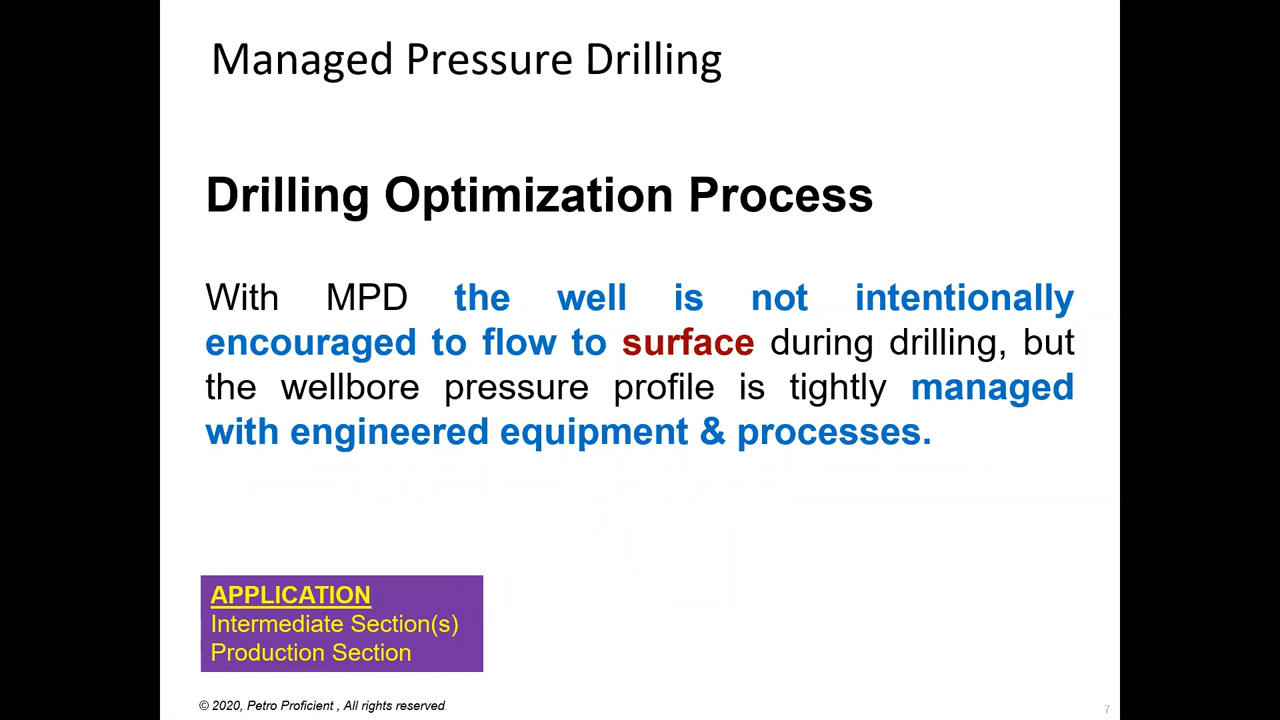 Managed Pressure Drilling
Drilling Optimization Process
With MPD the well is not intentionally
encouraged to flow to surface during drilling, but
the wellbore pressure profile is tightly managed
with engineered equipment & processes.
APPLICATION
Intermediate Section(s)
Production Section
© 2020, Petro Proficient , All rights reserved
7